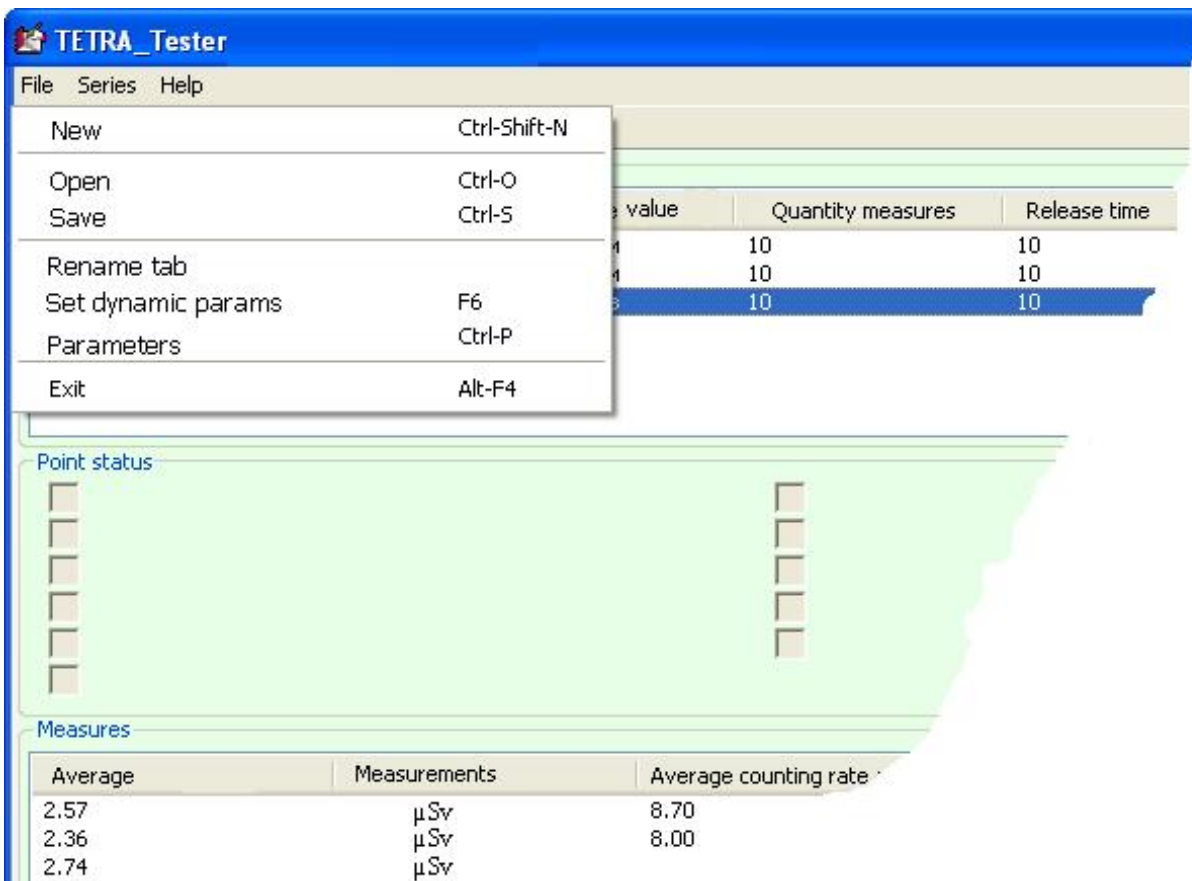 TETRA_Tester
File Series Help
New Ctrl-Shift-N
Open Ctrl-O
Save Ctrl-S
value Quantity measures Release time
10 10
Rename tab 10 10
Set dynamic params F6 10 10
Parameters Ctrl-P
Exit Alt-F4
Point status
Measures
Average Measurements Average counting rate
2.57 μSv 8.70
2.36 μSv 8.00
2.74 μSv